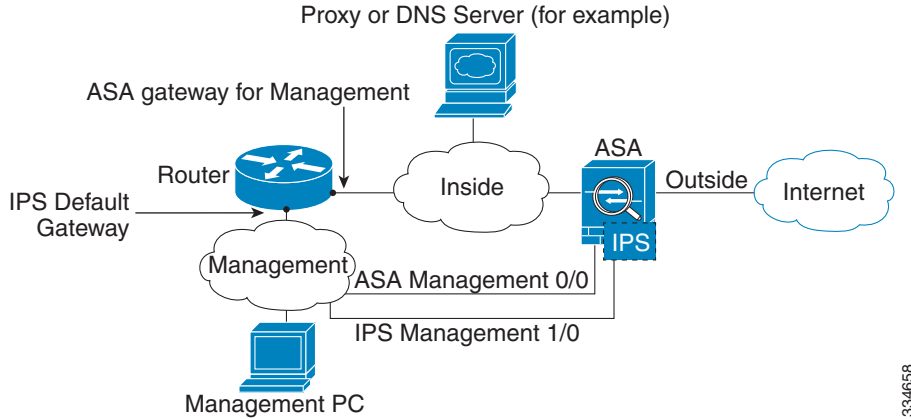 Proxy or DNS Server (for example)
ASA gateway for Management
ASA
Router
Inside
Outside
Internet
IPS Default
Gateway
IPS
Management
ASA Management 0/0
IPS Management 1/0
Management PC
334658